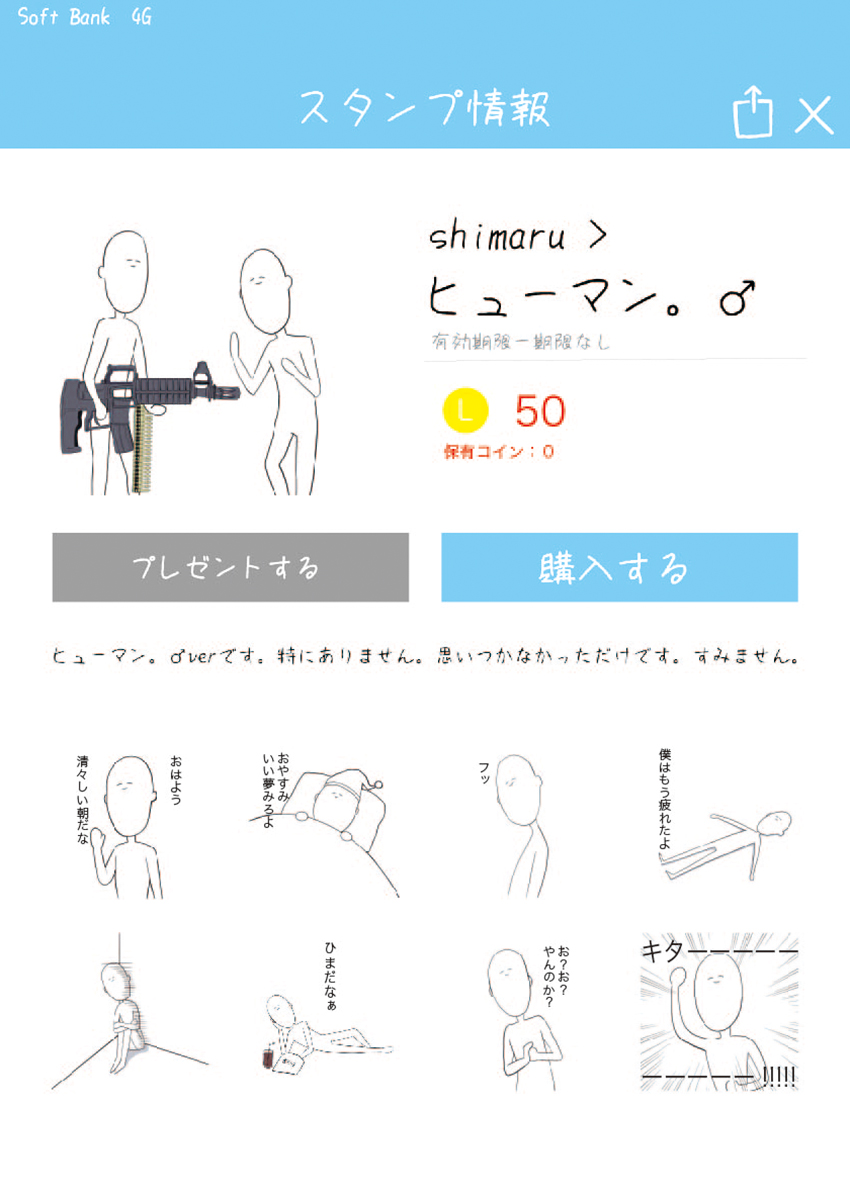 Soft Bank 4G
スタンプ情報
shimaru >
ヒューマン。♂
有効期限ー期限なし
L 50
保有コイン：0
プレゼントする
購入する
ヒューマン。♂verです。特にありません。思いつかなかっただけです。すみません。
おはよう
清々しい朝だな
おやすみ
いい夢みろよ
フッ
僕はもう疲れたよ
ひまだなぁ
お？お？
やんのか？
キターーーーー
ーーーーーー!!!!!